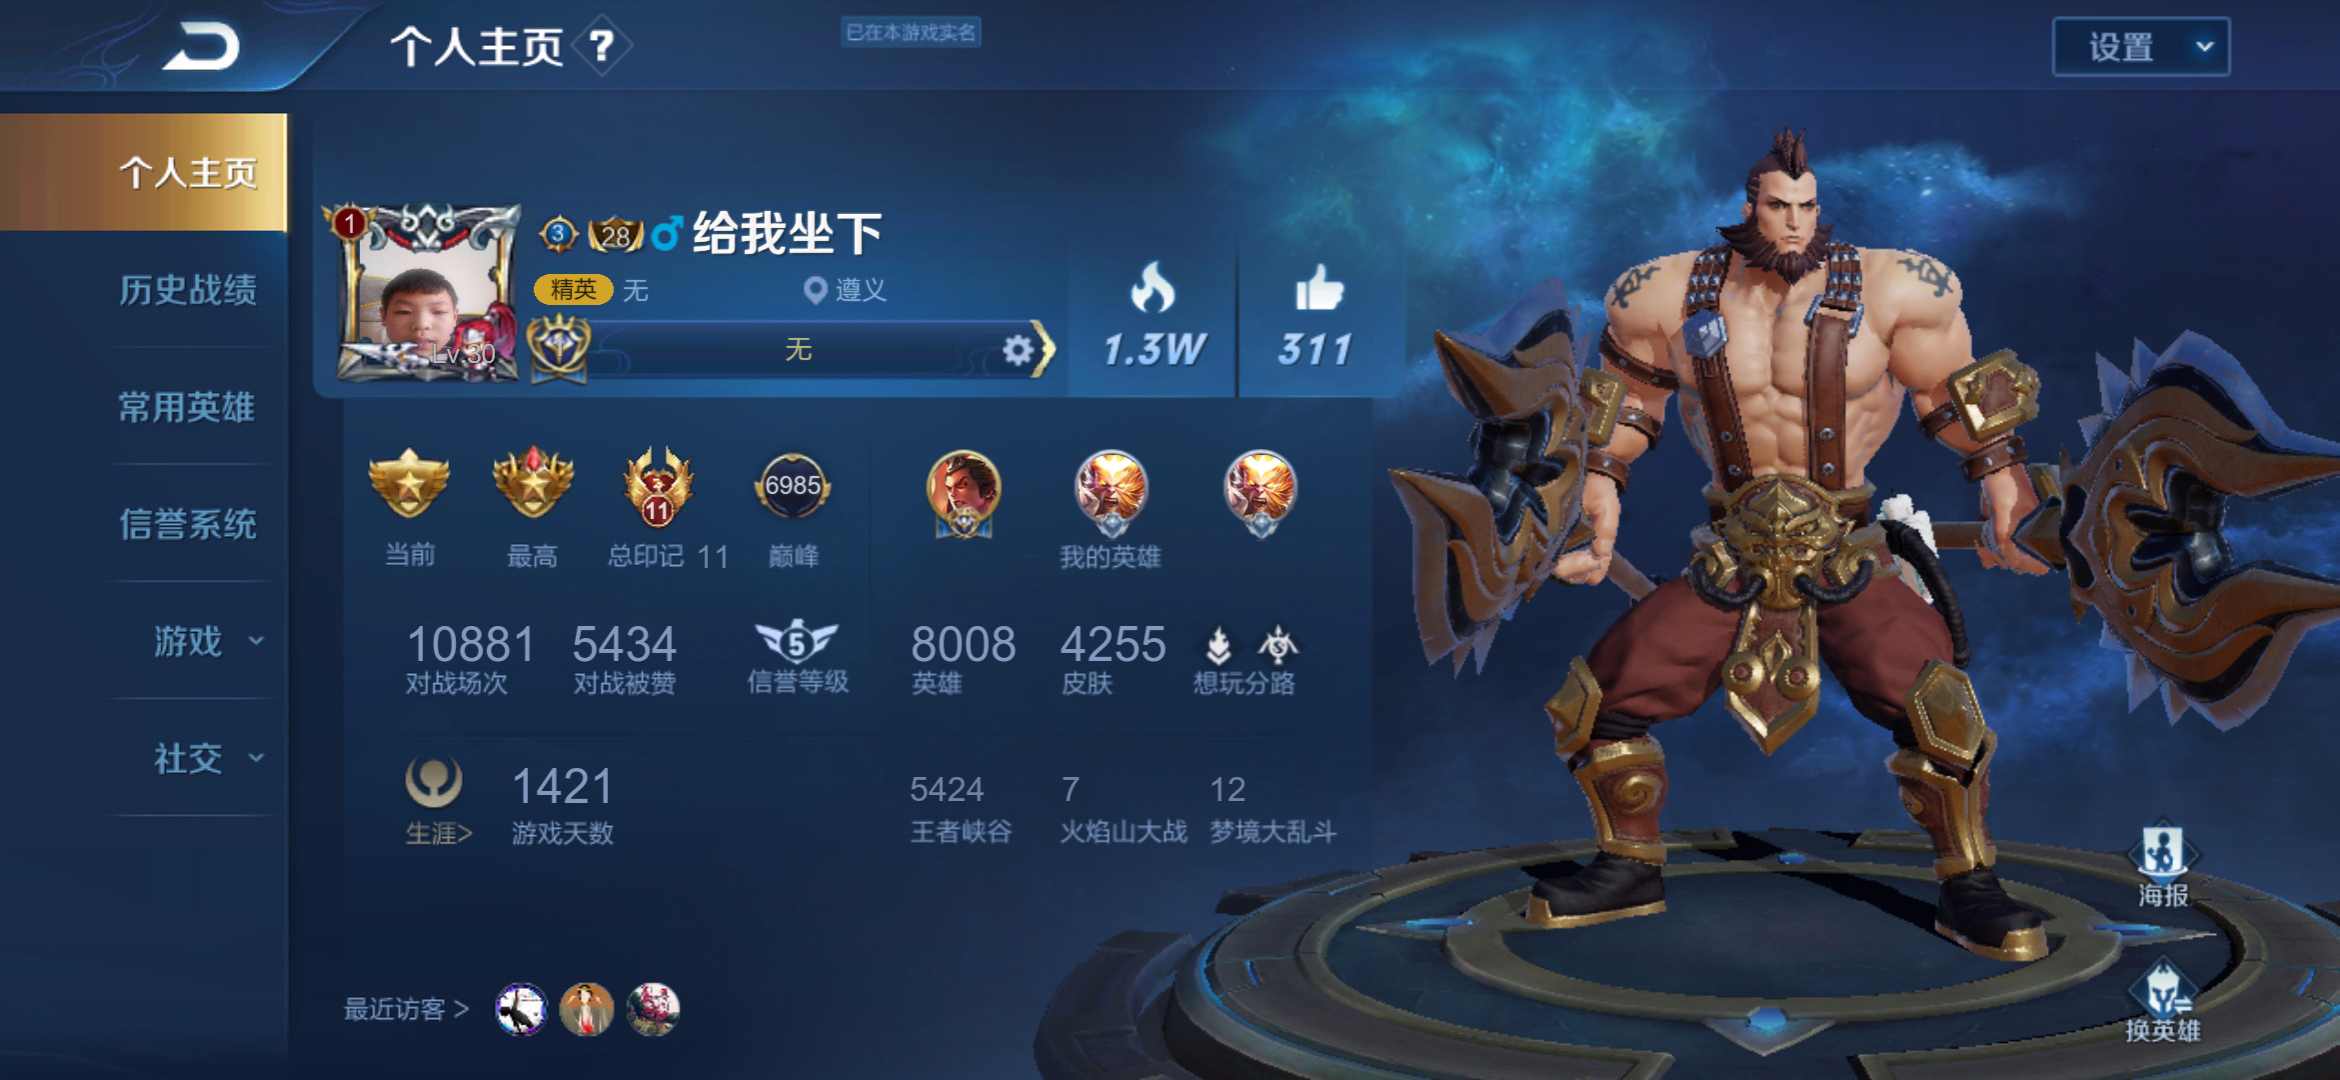 个人主页 ?
已在本游戏实名
设置
个人主页
历史战绩
常用英雄
信誉系统
游戏
社交
1
3 28 给我坐下
精英 无 遵义
Lv.30
无
1.3W 311
6985
11
当前 最高 总印记 11 巅峰 我的英雄
10881 5434 5 8008 4255
对战场次 对战被赞 信誉等级 英雄 皮肤 想玩分路
1421 5424 7 12
生涯> 游戏天数 王者峡谷 火焰山大战 梦境大乱斗
海报
最近访客 >
换英雄